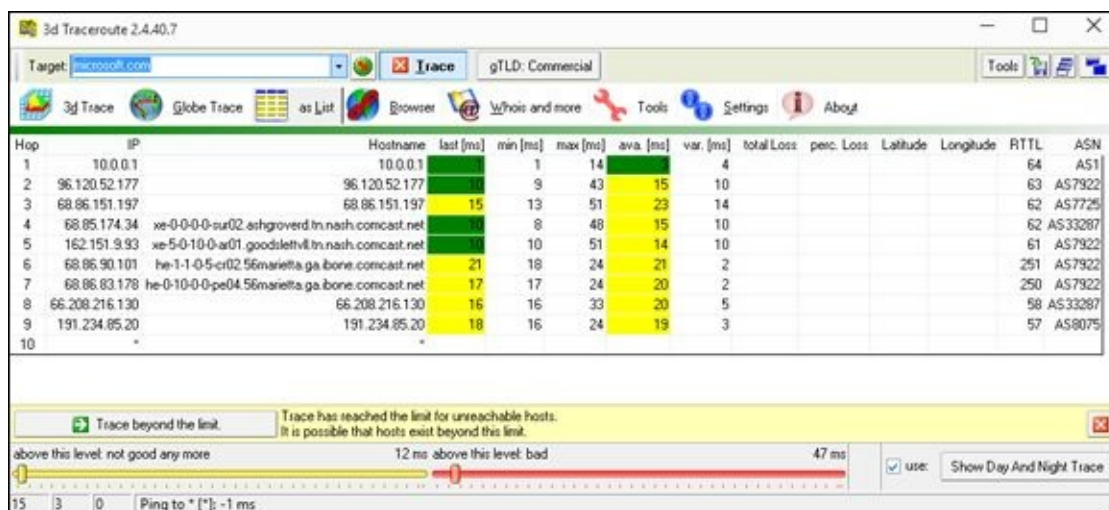 3d Traceroute 2.4.40.7
Target: microsoft.com Trace gTLD: Commercial Tools
3d Trace Globe Trace as List Browser Whois and more Tools Settings About
Hop IP Hostname last [ms] min [ms] max [ms] ava. [ms] var. [ms] total Loss perc. Loss Latitude Longitude RTTL ASN
1 10.0.0.1 10.0.0.1 1 1 14 3 4 64 AS1
2 96.120.52.177 96.120.52.177 10 9 43 15 10 63 AS7922
3 68.86.151.197 68.86.151.197 15 13 51 23 14 62 AS7725
4 68.85.174.34 xe-0-0-0-0-sur02.ashgroverd.tn.nash.comcast.net 10 8 48 15 10 62 AS33287
5 162.151.9.93 xe-5-0-10-0-ar01.goodslettvll.tn.nash.comcast.net 10 10 51 14 10 61 AS7922
6 68.86.90.101 he-1-1-0-5-cr02.56marietta.ga.ibone.comcast.net 21 18 24 21 2 251 AS7922
7 68.86.83.178 he-0-10-0-0-pe04.56marietta.ga.ibone.comcast.net 17 17 24 20 2 250 AS7922
8 66.208.216.130 66.208.216.130 16 16 33 20 5 58 AS33287
9 191.234.85.20 191.234.85.20 18 16 24 19 3 57 AS8075
10 * *
Trace beyond the limit. Trace has reached the limit for unreachable hosts.
It is possible that hosts exist beyond this limit.
above this level: not good any more 12 ms above this level: bad 47 ms
use: Show Day And Night Trace
15 3 0 Ping to * [*]: -1 ms